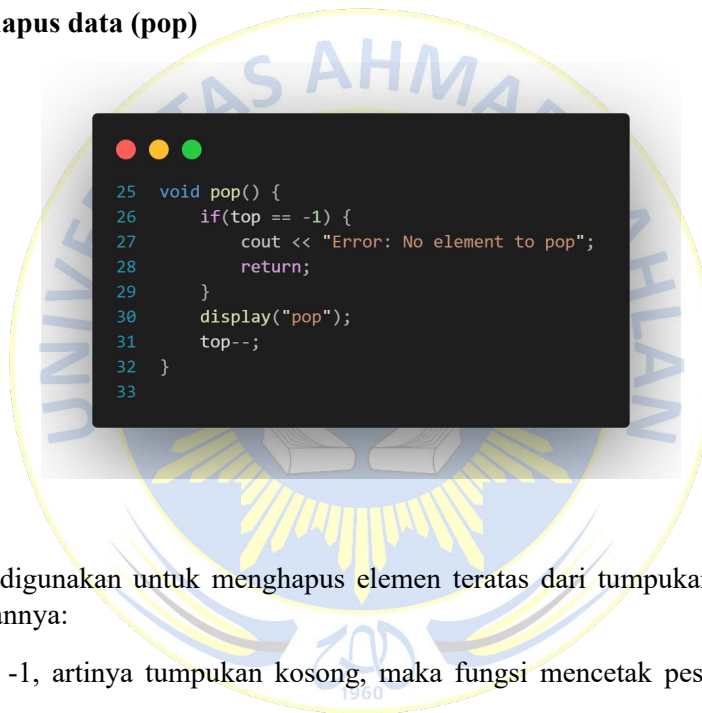 apus data (pop)
25 void pop() {
26 if(top == -1) {
27 cout << "Error: No element to pop";
28 return;
29 }
30 display("pop");
31 top--;
32 }
33
digunakan untuk menghapus elemen teratas dari tumpukan
annya:
-1, artinya tumpukan kosong, maka fungsi mencetak pes
1960